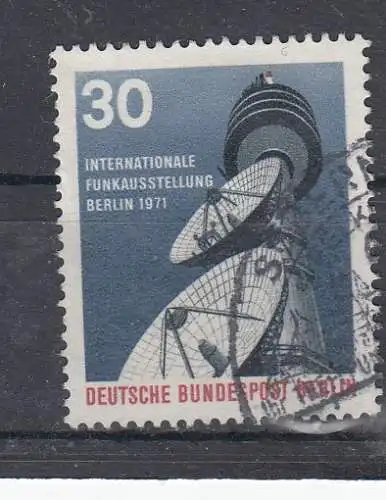 30
INTERNATIONALE
FUNKAUSSTELLUNG
BERLIN 1971
DEUTSCHE BUNDESPOST BERLIN